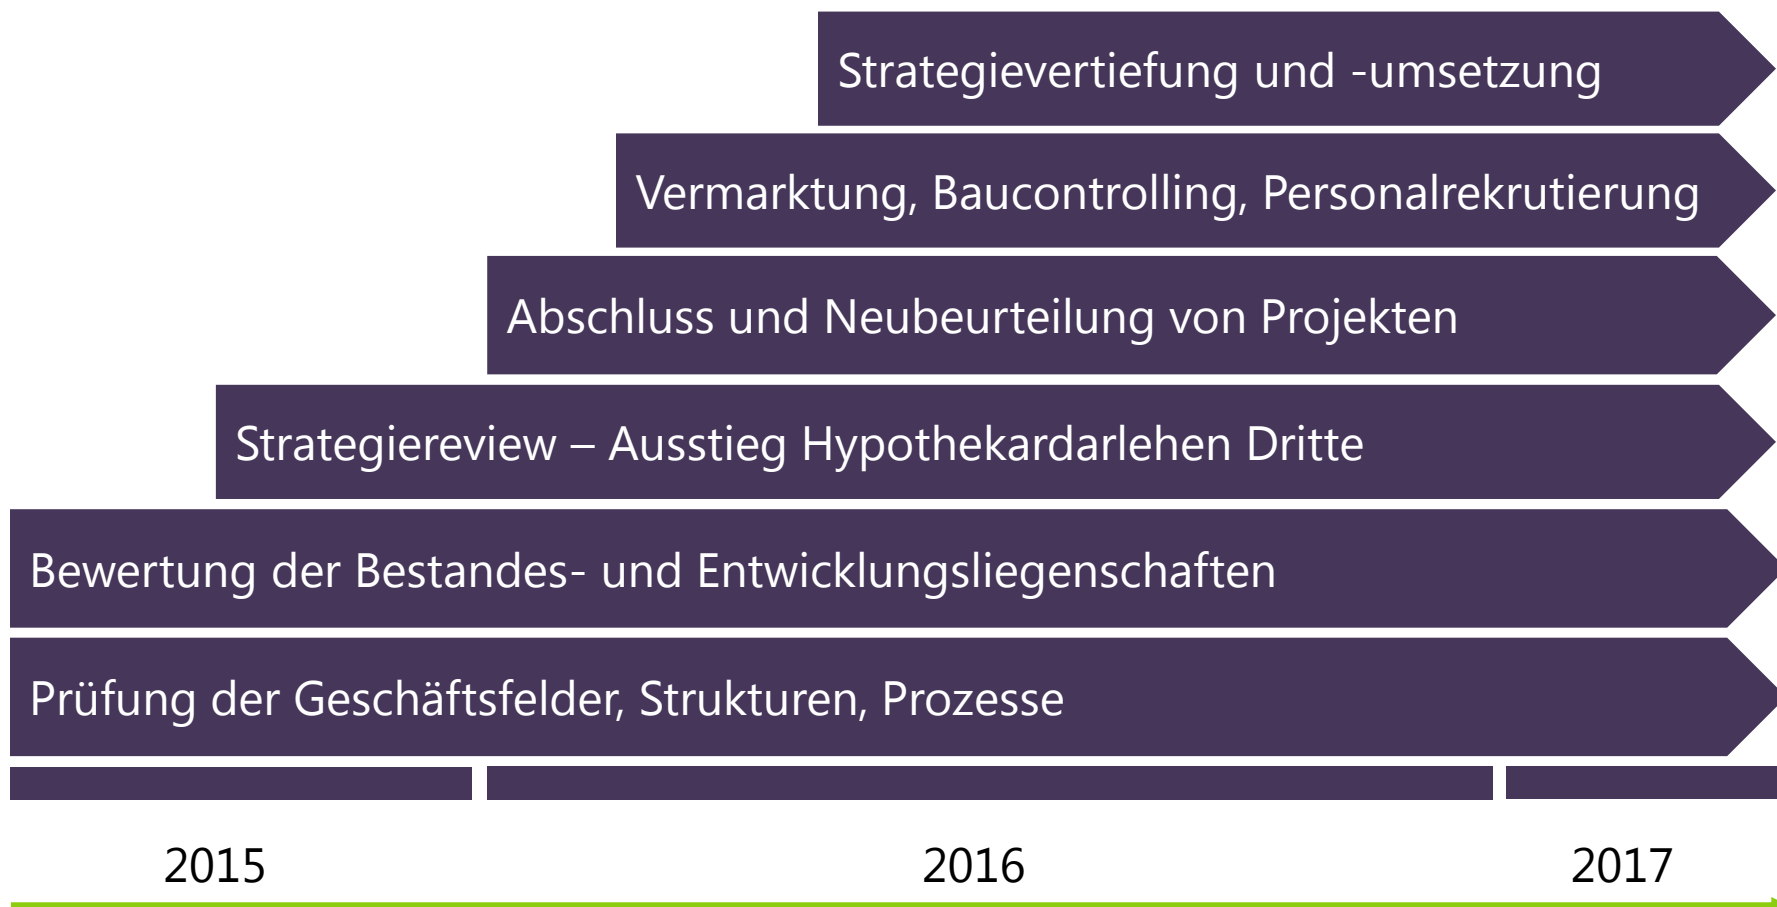 Strategievertiefung und -umsetzung
Vermarktung, Baucontrolling, Personalrekrutierung
Abschluss und Neubeurteilung von Projekten
Strategiereview – Ausstieg Hypothekardarlehen Dritte
Bewertung der Bestandes- und Entwicklungsliegenschaften
Prüfung der Geschäftsfelder, Strukturen, Prozesse
2015 2016 2017